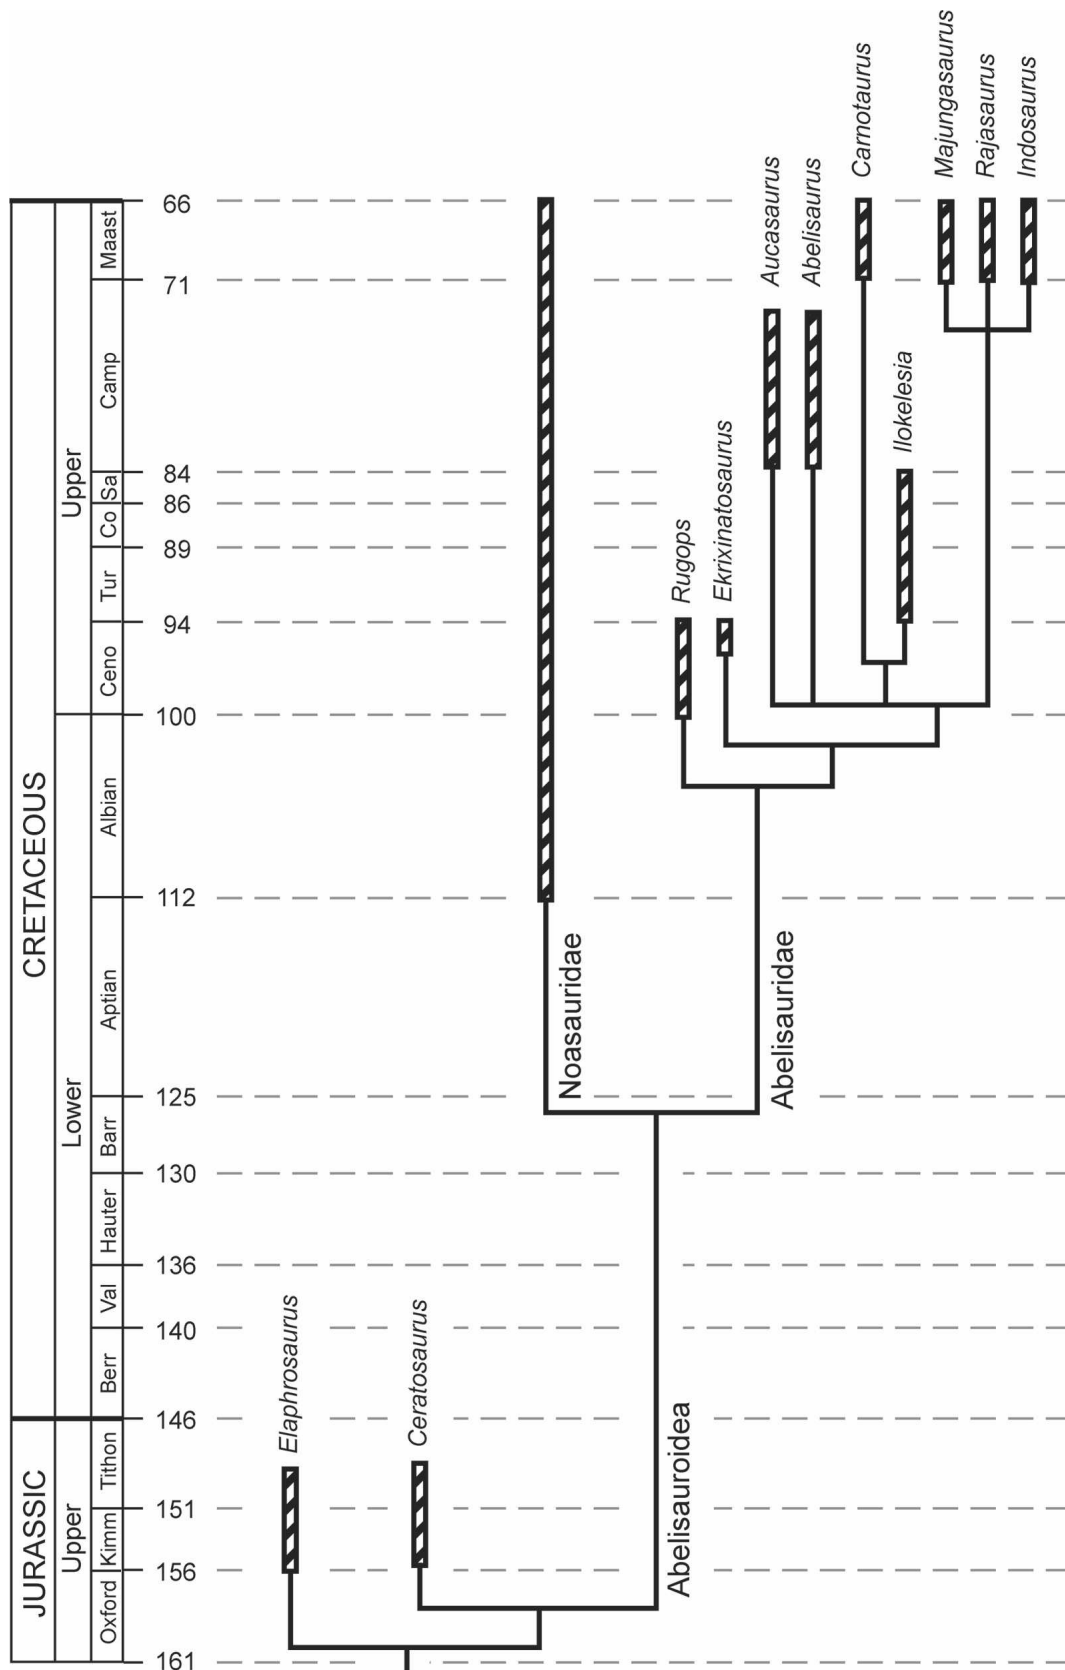 CRETACEOUS
JURASSIC
Upper
Lower
Upper
Maast
Camp
Sa
Co
Tur
Ceno
Albian
Aptian
Barr
Hauter
Val
Berr
Tithon
Kimm
Oxford
66
71
84
86
89
94
100
112
125
130
136
140
146
151
156
161
Elaphrosaurus
Ceratosaurus
Abelisauroidea
Noasauridae
Abelisauridae
Rugops
Ekrixinatosaurus
Aucasaurus
Abelisaurus
Carnotaurus
Ilokelesia
Majungasaurus
Rajasaurus
Indosaurus